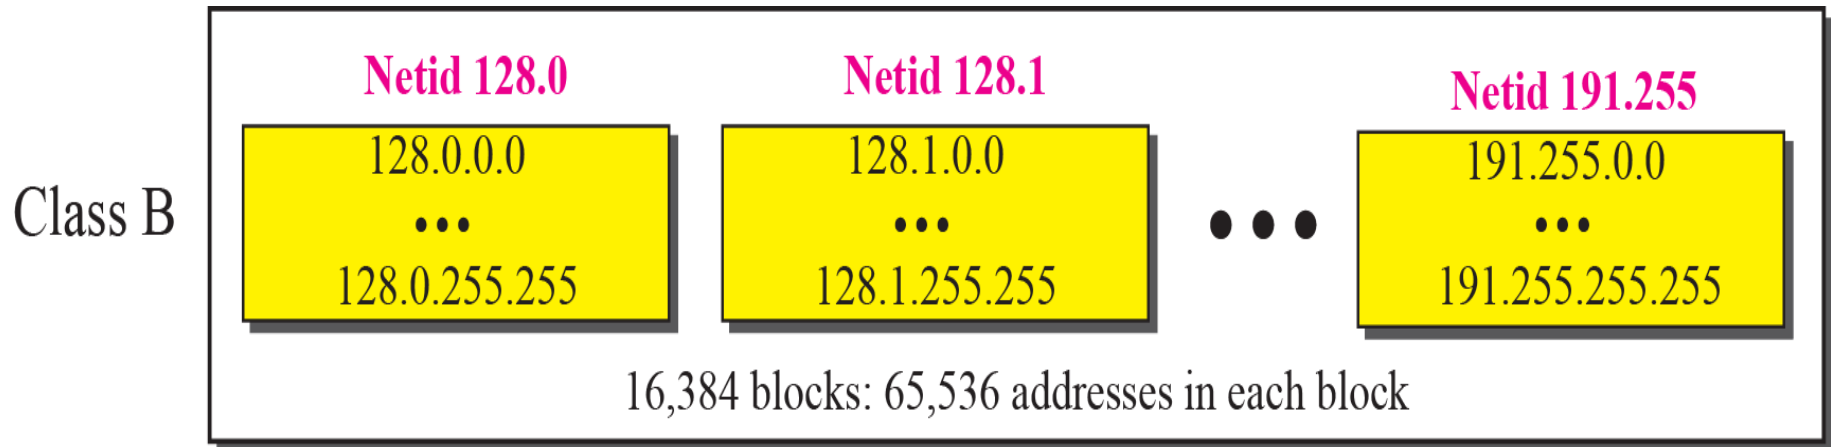 Class B
Netid 128.0
128.0.0.0
...
128.0.255.255
Netid 128.1
128.1.0.0
...
128.1.255.255
...
Netid 191.255
191.255.0.0
...
191.255.255.255
16,384 blocks: 65,536 addresses in each block